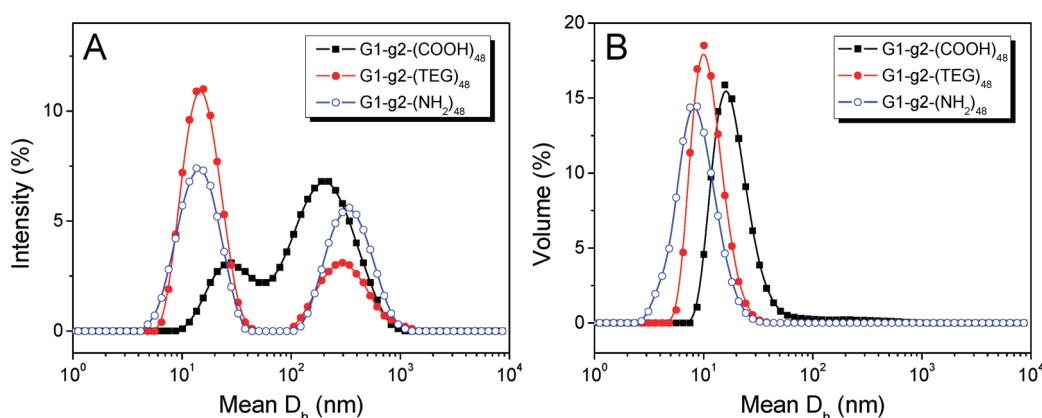 A
G1-g2-(COOH)48
G1-g2-(TEG)48
G1-g2-(NH2)48
Intensity (%)
10
5
0
10^0 10^1 10^2 10^3 10^4
Mean Dh (nm)
B
G1-g2-(COOH)48
G1-g2-(TEG)48
G1-g2-(NH2)48
Volume (%)
20
15
10
5
0
10^0 10^1 10^2 10^3 10^4
Mean Dh (nm)